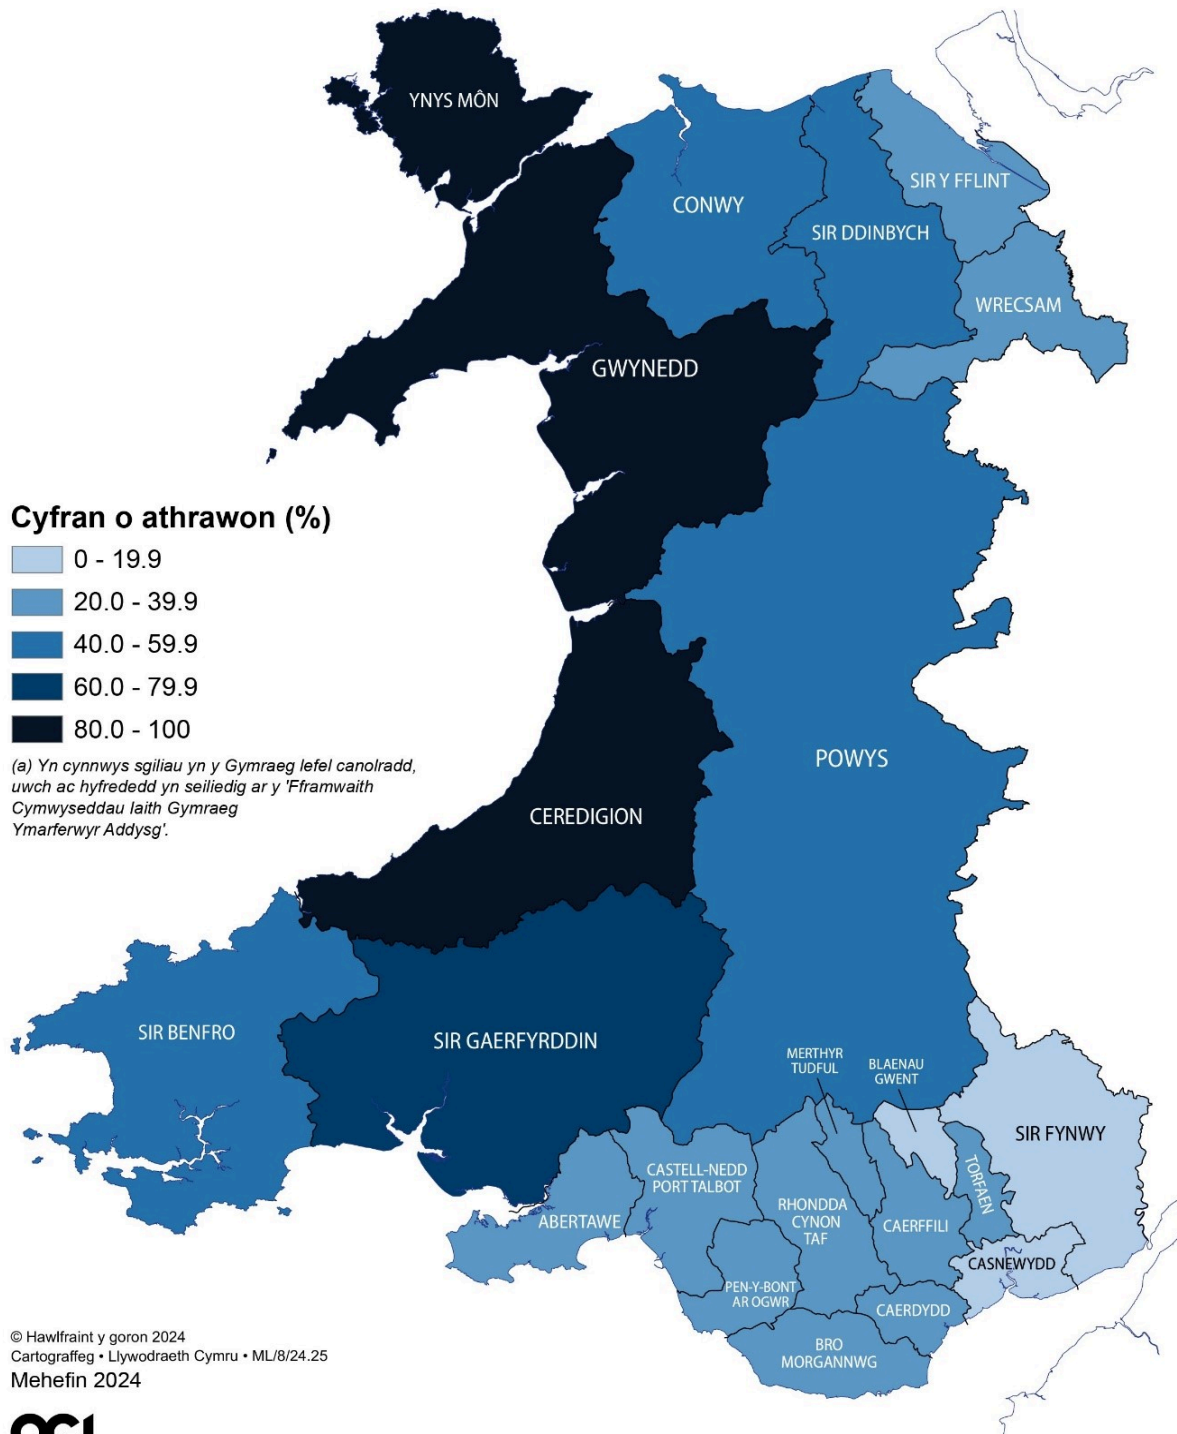 YNYS MÔN
SIR Y FFLINT
CONWY
SIR DDINBYCH
WRECSAM
GWYNEDD
Cyfran o athrawon (%)
0 - 19.9
20.0 - 39.9
40.0 - 59.9
60.0 - 79.9
80.0 - 100
(a) Yn cynnwys sgiliau yn y Gymraeg lefel canolradd,
uwch ac hyfrededd yn seiliedig ar y 'Fframwaith
Cymwyseddau Iaith Gymraeg
Ymarferwyr Addysg'.
POWYS
CEREDIGION
SIR BENFRO
SIR GAERFYRDDIN
MERTHYR
TUDFUL
BLAENAU
GWENT
SIR FYNWY
CASTELL-NEDD
PORT TALBOT
TORFAEN
ABERTAWE
RHONDDA
CYNON
TAF
CAERFFILI
CASNEWYDD
PEN-Y-BONT
AR OGWR
CAERDYDD
BRO
MORGANNWG
© Hawlfraint y goron 2024
Cartograffeg • Llywodraeth Cymru • ML/8/24.25
Mehefin 2024